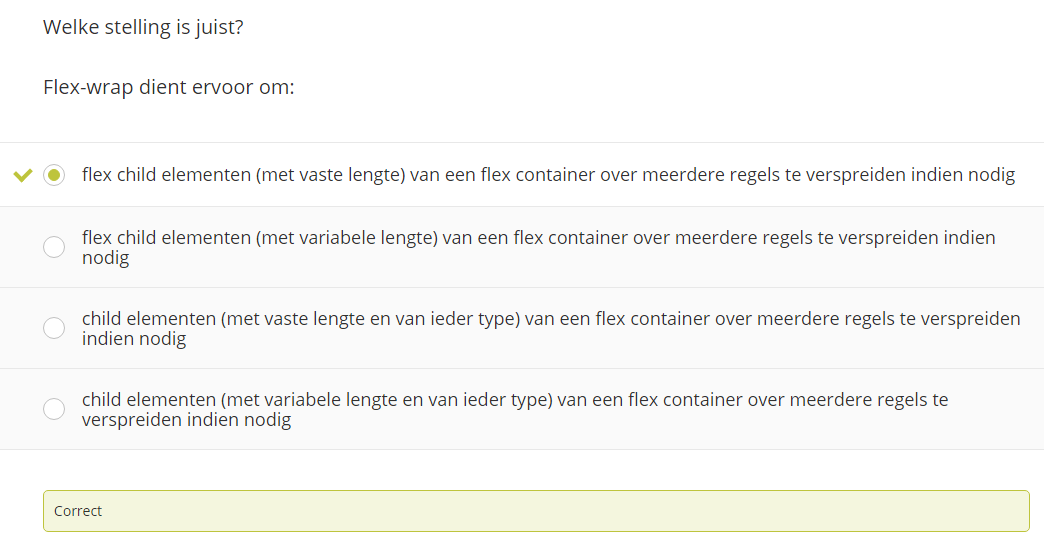 Welke stelling is juist?
Flex-wrap dient ervoor om:
flex child elementen (met vaste lengte) van een flex container over meerdere regels te verspreiden indien nodig
flex child elementen (met variabele lengte) van een flex container over meerdere regels te verspreiden indien
nodig
child elementen (met vaste lengte en van ieder type) van een flex container over meerdere regels te verspreiden
indien nodig
child elementen (met variabele lengte en van ieder type) van een flex container over meerdere regels te
verspreiden indien nodig
Correct